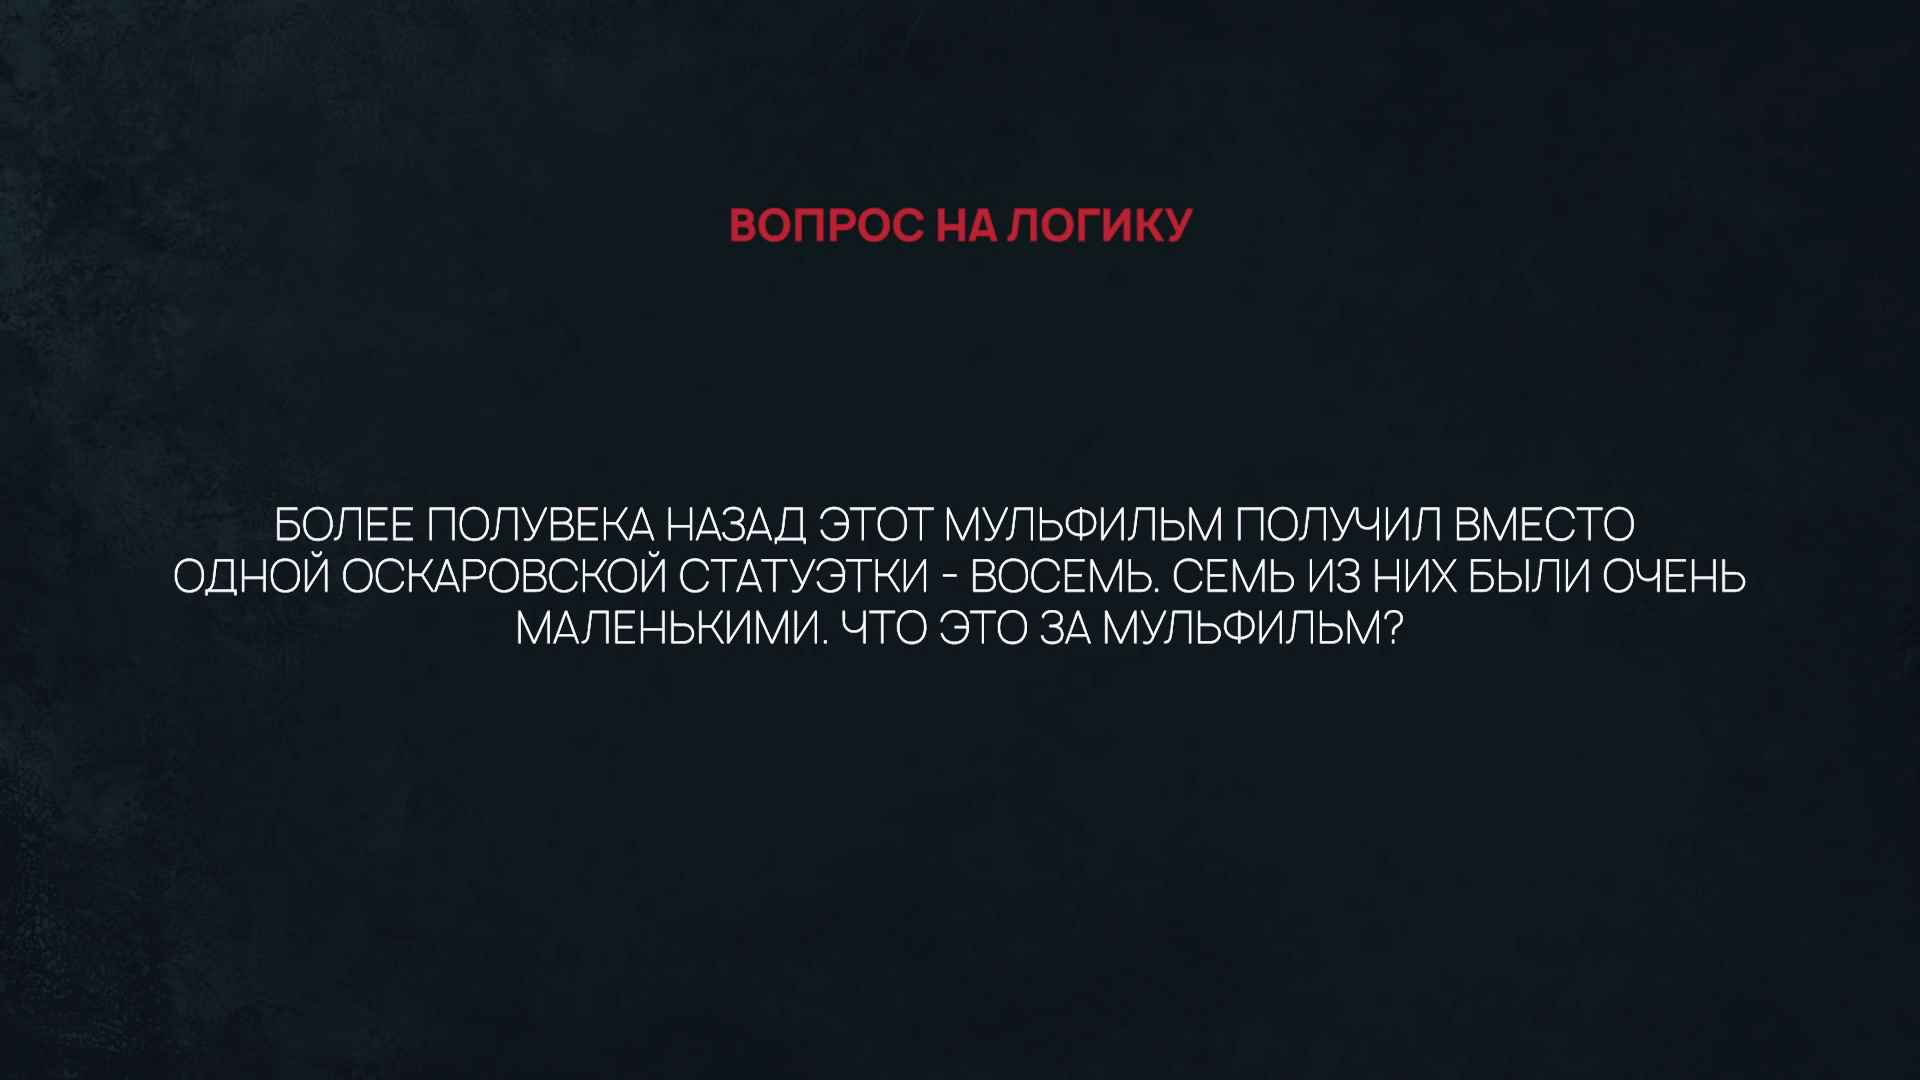 ВОПРОС НА ЛОГИКУ
БОЛЕЕ ПОЛУВЕКА НАЗАД ЭТОТ МУЛЬФИЛЬМ ПОЛУЧИЛ ВМЕСТО
ОДНОЙ ОСКАРОВСКОЙ СТАТУЭТКИ - ВОСЕМЬ. СЕМЬ ИЗ НИХ БЫЛИ ОЧЕНЬ
МАЛЕНЬКИМИ. ЧТО ЭТО ЗА МУЛЬФИЛЬМ?